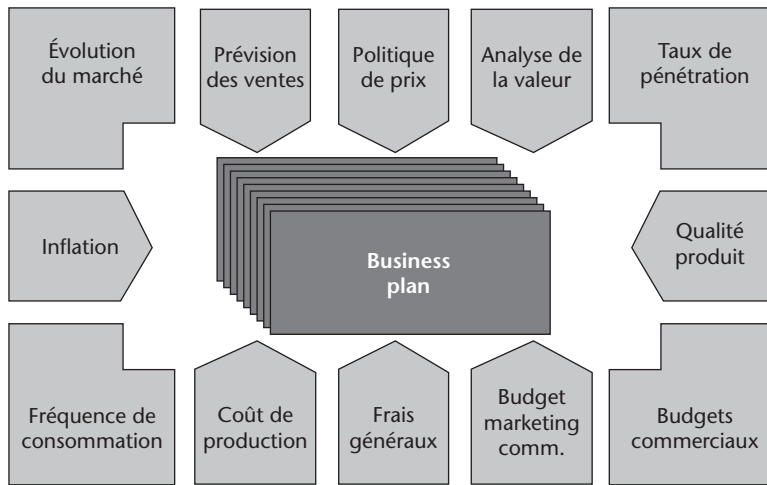 Évolution
du marché
Prévision
des ventes
Politique
de prix
Analyse de
la valeur
Taux de
pénétration
Inflation
Business
plan
Qualité
produit
Fréquence de
consommation
Coût de
production
Frais
généraux
Budget
marketing
comm.
Budgets
commerciaux